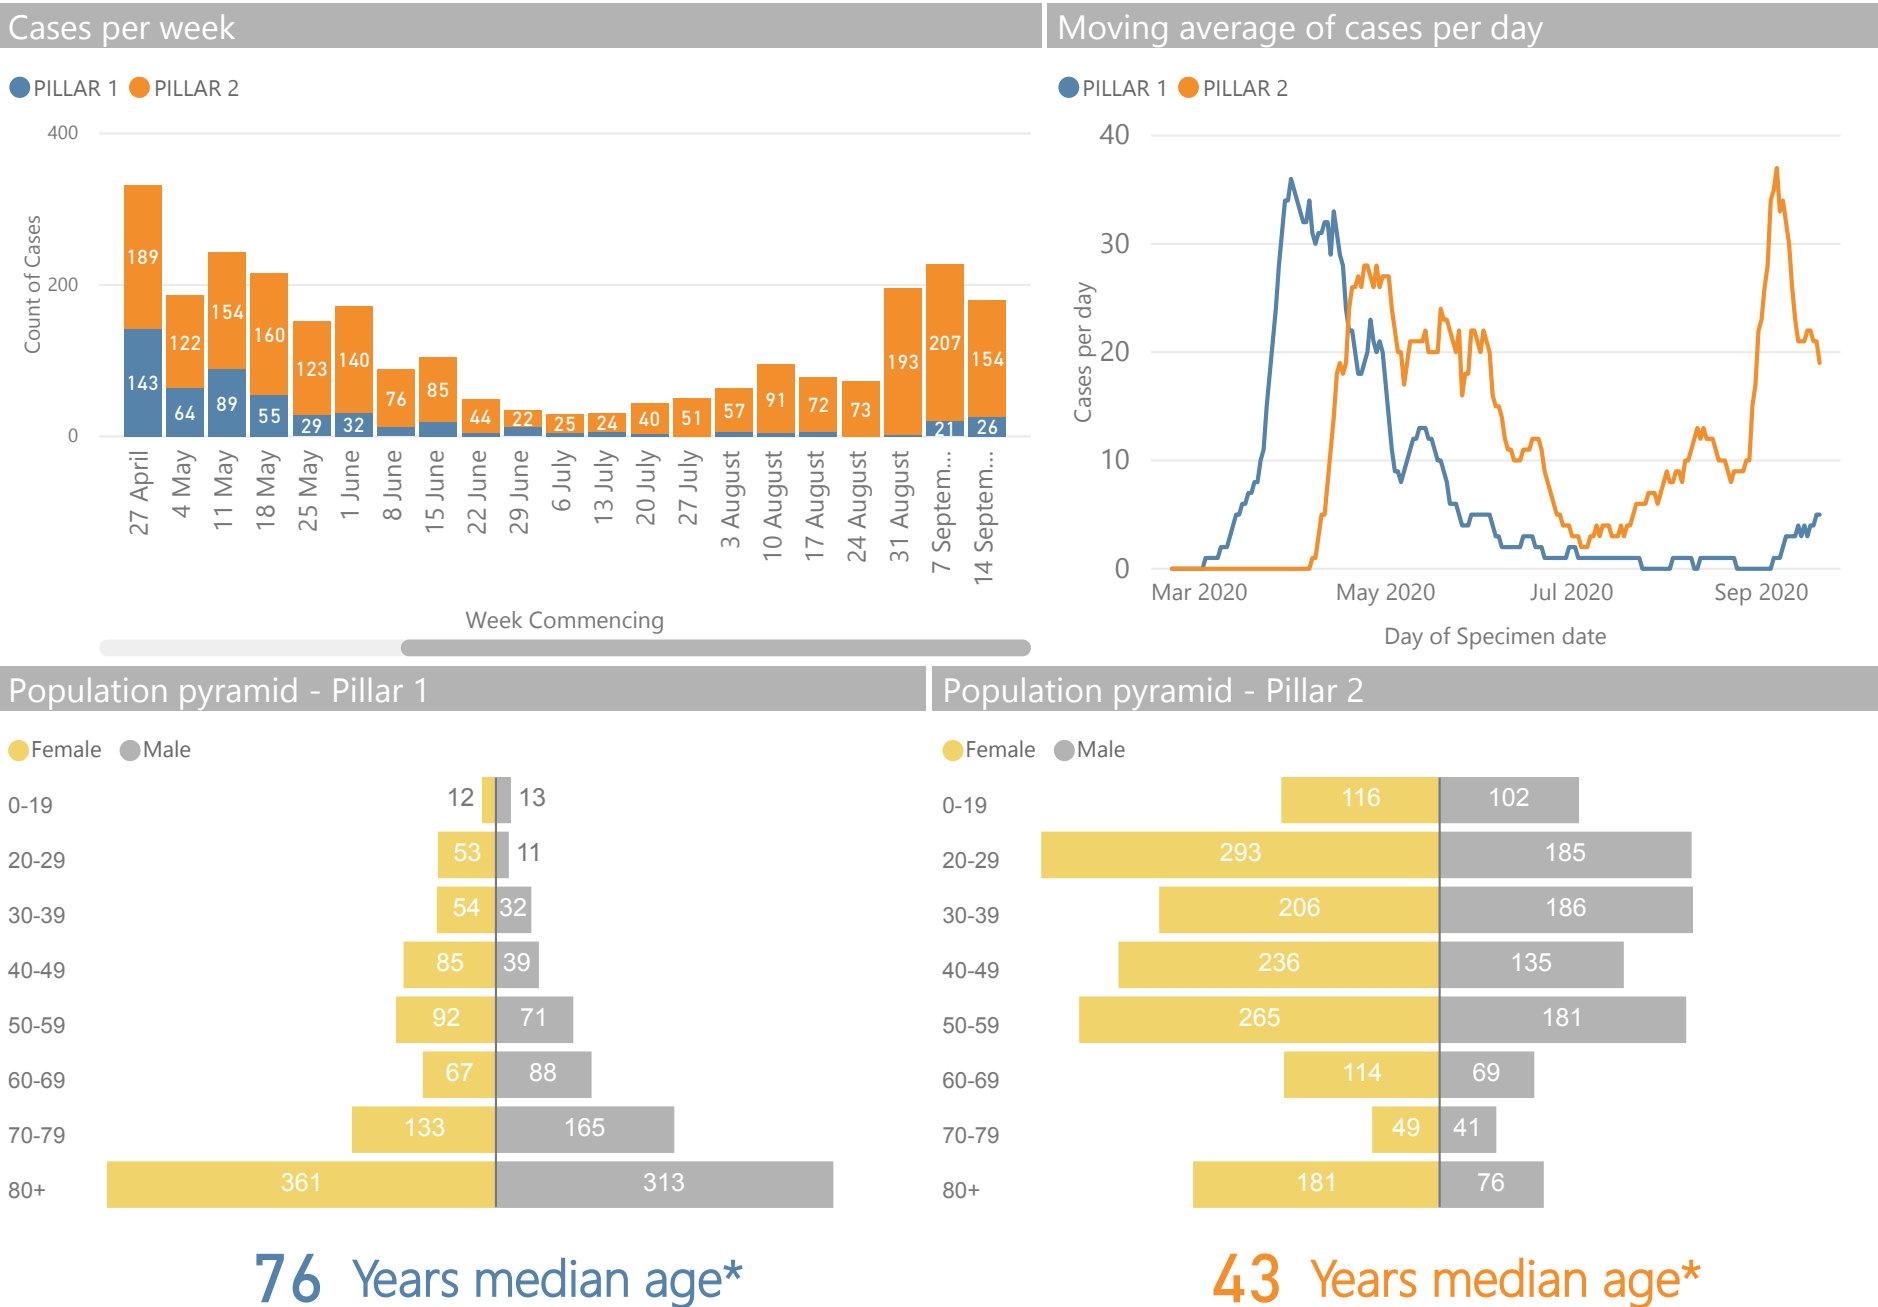 Cases per week
PILLAR 1 PILLAR 2
400
200
0
Count of Cases
189
143
122
64
154
89
160
55
123
29
140
32
76
85
44
22
25
24
40
51
57
91
72
73
193
207
21
154
26
27 April
4 May
11 May
18 May
25 May
1 June
8 June
15 June
22 June
29 June
6 July
13 July
20 July
27 July
3 August
10 August
17 August
24 August
31 August
7 Septem...
14 Septem...
Week Commencing
Moving average of cases per day
PILLAR 1 PILLAR 2
40
30
20
10
0
Cases per day
Mar 2020 May 2020 Jul 2020 Sep 2020
Day of Specimen date
Population pyramid - Pillar 1
Female Male
0-19 12 13
20-29 53 11
30-39 54 32
40-49 85 39
50-59 92 71
60-69 67 88
70-79 133 165
80+ 361 313
76 Years median age*
Population pyramid - Pillar 2
Female Male
0-19 116 102
20-29 293 185
30-39 206 186
40-49 236 135
50-59 265 181
60-69 114 69
70-79 49 41
80+ 181 76
43 Years median age*